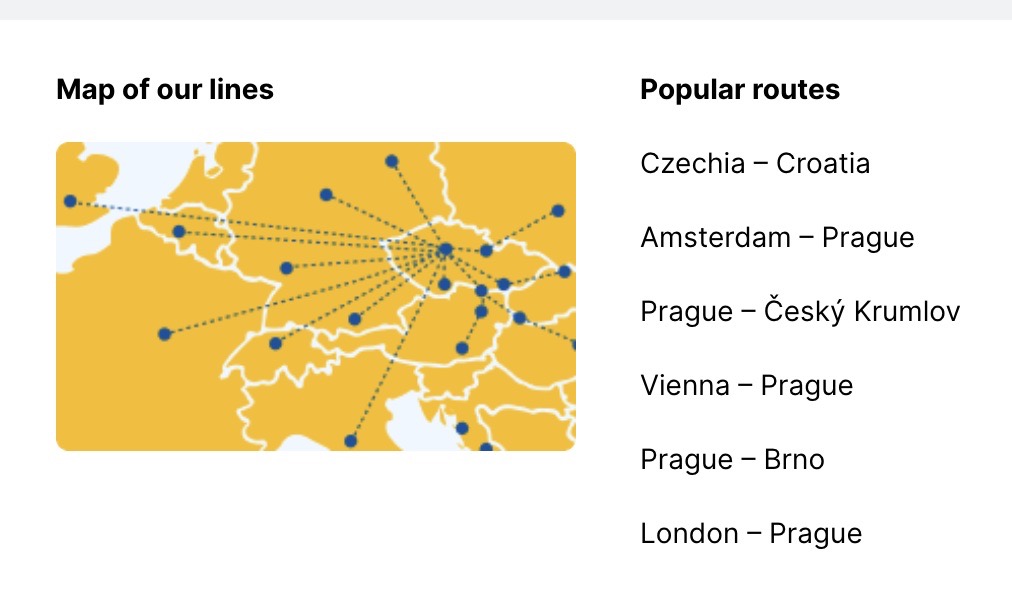 Map of our lines
Popular routes
Czechia – Croatia
Amsterdam – Prague
Prague – Český Krumlov
Vienna – Prague
Prague – Brno
London – Prague